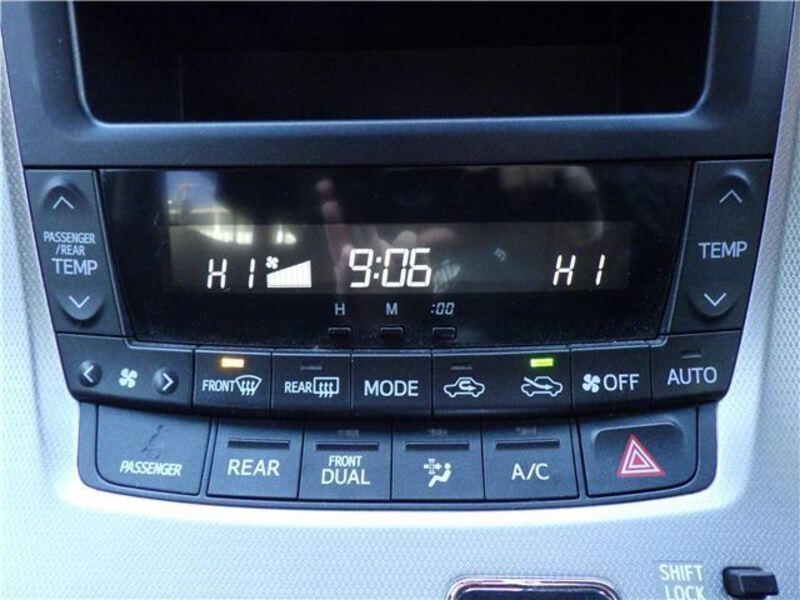 PASSENGER
/REAR
TEMP
HI 9:06 HI
TEMP
H M :00
FRONT REAR MODE OFF AUTO
PASSENGER
REAR
FRONT
DUAL
A/C
SHIFT
LOCK